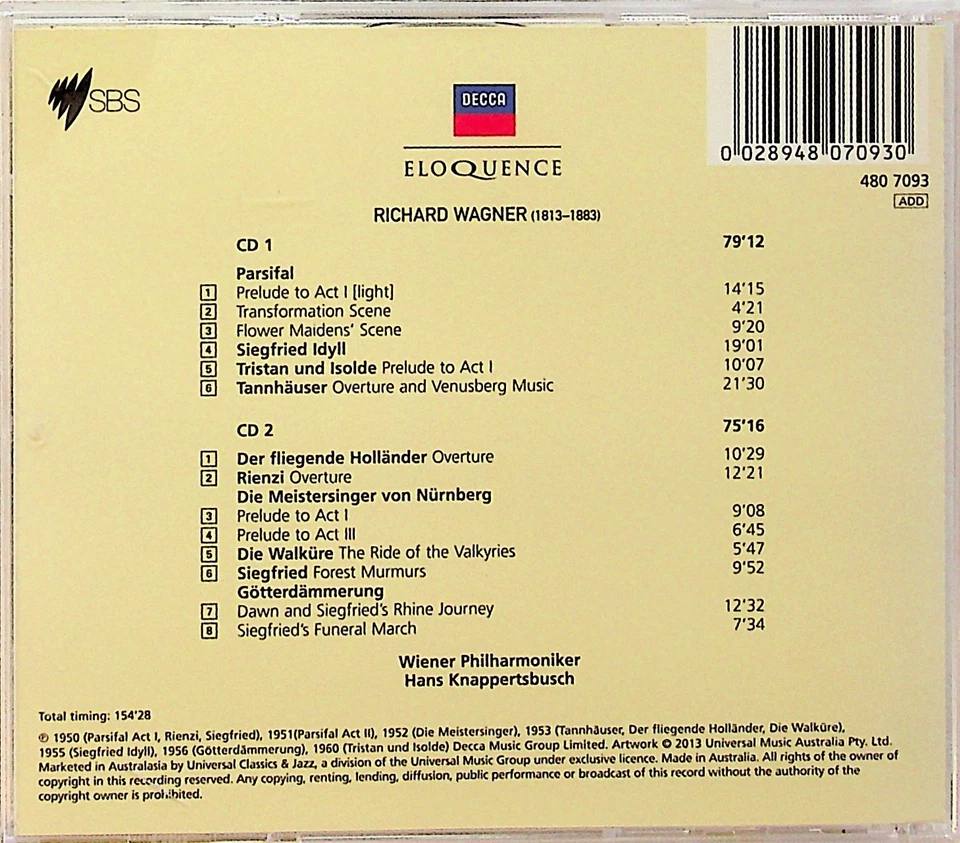 SBS
DECCA
ELOQUENCE
0 028948 070930
480 7093
ADD
RICHARD WAGNER (1813–1883)
CD 1 79'12
Parsifal
1 Prelude to Act I [light] 14'15
2 Transformation Scene 4'21
3 Flower Maidens' Scene 9'20
4 Siegfried Idyll 19'01
5 Tristan und Isolde Prelude to Act I 10'07
6 Tannhäuser Overture and Venusberg Music 21'30
CD 2 75'16
1 Der fliegende Holländer Overture 10'29
2 Rienzi Overture 12'21
Die Meistersinger von Nürnberg
3 Prelude to Act I 9'08
4 Prelude to Act III 6'45
5 Die Walküre The Ride of the Valkyries 5'47
6 Siegfried Forest Murmurs 9'52
Götterdämmerung
7 Dawn and Siegfried's Rhine Journey 12'32
8 Siegfried's Funeral March 7'34
Wiener Philharmoniker
Hans Knappertsbusch
Total timing: 154'28
℗ 1950 (Parsifal Act I, Rienzi, Siegfried), 1951(Parsifal Act II), 1952 (Die Meistersinger), 1953 (Tannhäuser, Der fliegende Holländer, Die Walküre),
1955 (Siegfried Idyll), 1956 (Götterdämmerung), 1960 (Tristan und Isolde) Decca Music Group Limited. Artwork © 2013 Universal Music Australia Pty. Ltd.
Marketed in Australasia by Universal Classics & Jazz, a division of the Universal Music Group under exclusive licence. Made in Australia. All rights of the owner of
copyright in this recording reserved. Any copying, renting, lending, diffusion, public performance or broadcast of this record without the authority of the
copyright owner is prohibited.